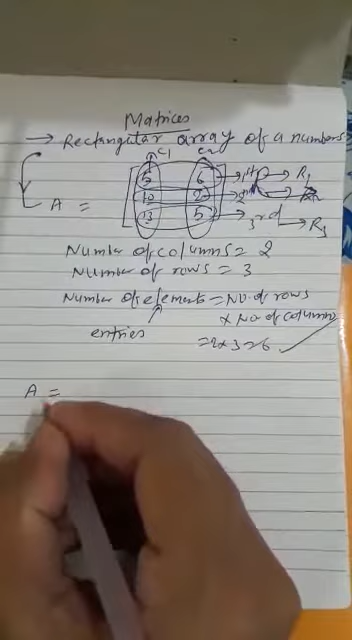 Matrices
→ Rectangular array of a numbers
C1 C2
5 6 → 1st → R1
A = 10 2 → 2nd
13 5 → 3rd → R3
Number of columns = 2
Number of rows = 3
Number of elements = No. of rows
× No. of columns
entries
= 2 × 3 = 6
A =